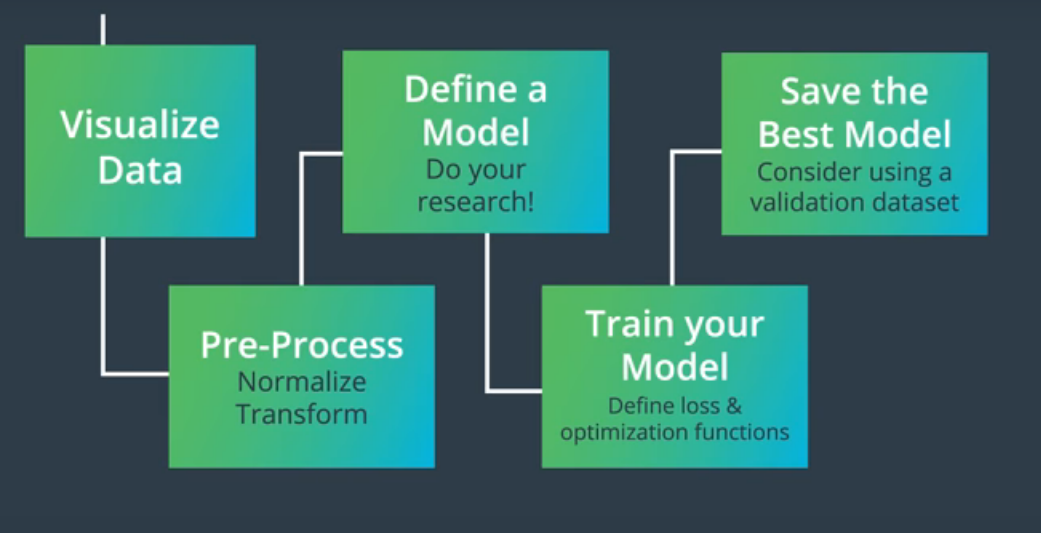 Visualize
Data
Pre-Process
Normalize
Transform
Define a
Model
Do your
research!
Train your
Model
Define loss &
optimization functions
Save the
Best Model
Consider using a
validation dataset